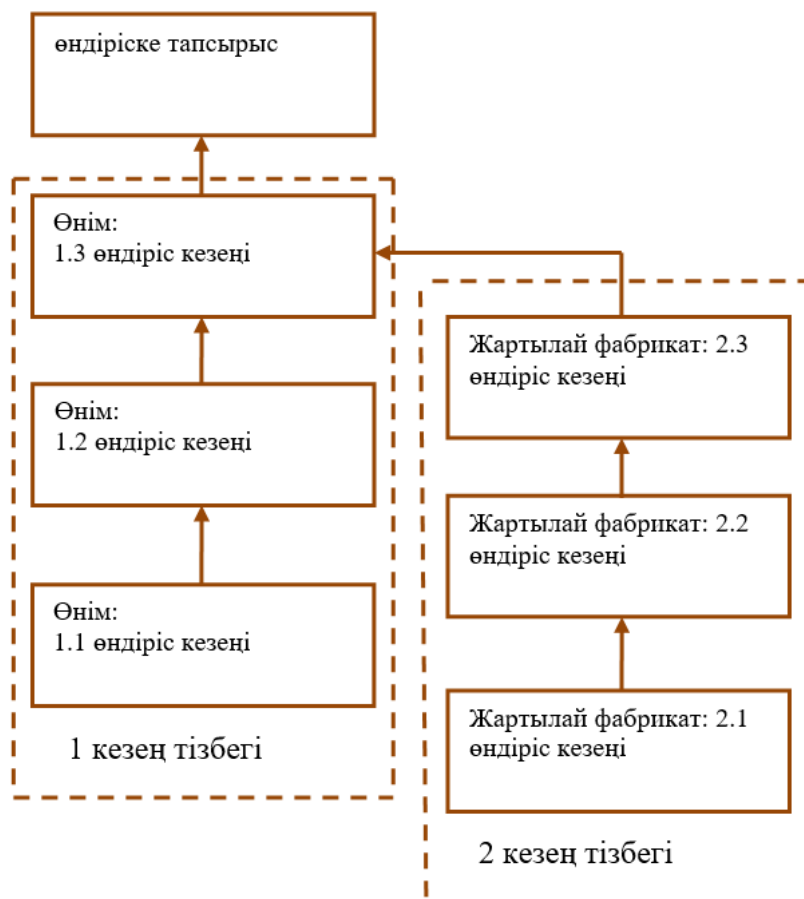 өндіріске тапсырыс
Өнім:
1.3 өндіріс кезеңі
Өнім:
1.2 өндіріс кезеңі
Өнім:
1.1 өндіріс кезеңі
1 кезең тізбегі
Жартылай фабрикат: 2.3
өндіріс кезеңі
Жартылай фабрикат: 2.2
өндіріс кезеңі
Жартылай фабрикат: 2.1
өндіріс кезеңі
2 кезең тізбегі